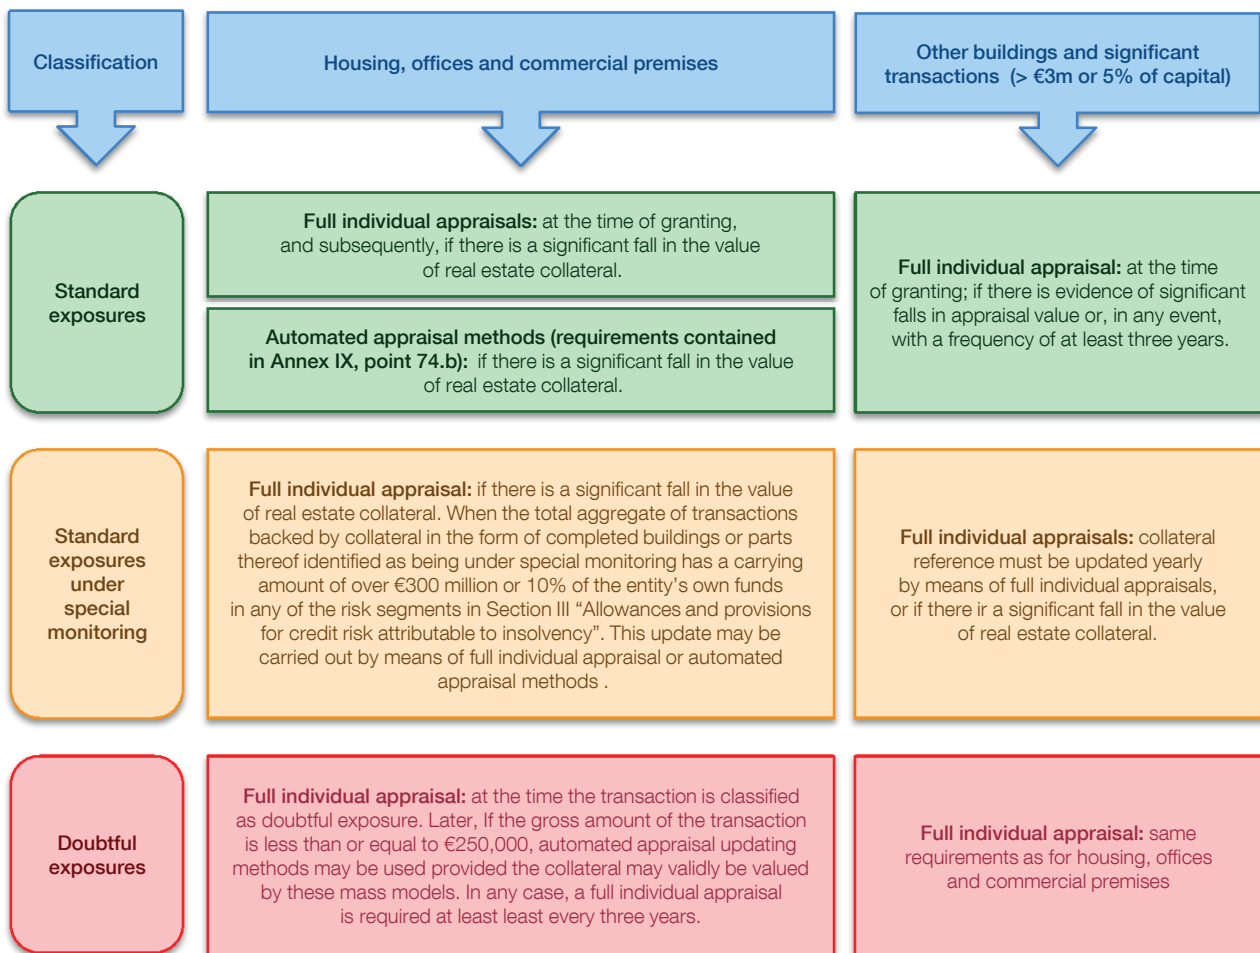 Classification
Housing, offices and commercial premises
Other buildings and significant
transactions (> €3m or 5% of capital)
Standard
exposures
Full individual appraisals: at the time of granting,
and subsequently, if there is a significant fall in the value
of real estate collateral.
Automated appraisal methods (requirements contained
in Annex IX, point 74.b): if there is a significant fall in the value
of real estate collateral.
Full individual appraisal: at the time
of granting; if there is evidence of significant
falls in appraisal value or, in any event,
with a frequency of at least three years.
Standard
exposures
under
special
monitoring
Full individual appraisal: if there is a significant fall in the value
of real estate collateral. When the total aggregate of transactions
backed by collateral in the form of completed buildings or parts
thereof identified as being under special monitoring has a carrying
amount of over €300 million or 10% of the entity's own funds
in any of the risk segments in Section III “Allowances and provisions
for credit risk attributable to insolvency”. This update may be
carried out by means of full individual appraisal or automated
appraisal methods .
Full individual appraisals: collateral
reference must be updated yearly
by means of full individual appraisals,
or if there ir a significant fall in the value
of real estate collateral.
Doubtful
exposures
Full individual appraisal: at the time the transaction is classified
as doubtful exposure. Later, If the gross amount of the transaction
is less than or equal to €250,000, automated appraisal updating
methods may be used provided the collateral may validly be valued
by these mass models. In any case, a full individual appraisal
is required at least least every three years.
Full individual appraisal: same
requirements as for housing, offices
and commercial premises